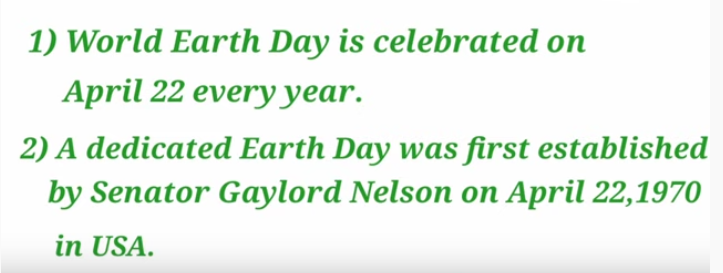 1) World Earth Day is celebrated on
April 22 every year.
2) A dedicated Earth Day was first established
by Senator Gaylord Nelson on April 22,1970
in USA.